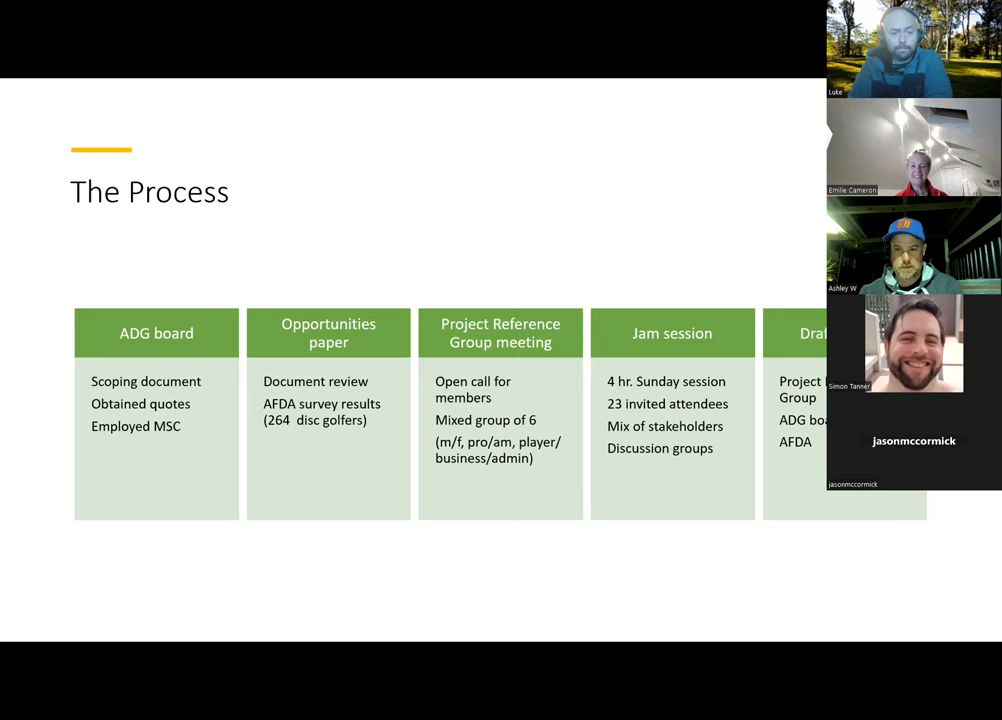 The Process
ADG board
Scoping document
Obtained quotes
Employed MSC
Opportunities
paper
Document review
AFDA survey results
(264 disc golfers)
Project Reference
Group meeting
Open call for
members
Mixed group of 6
(m/f, pro/am, player/
business/admin)
Jam session
4 hr. Sunday session
23 invited attendees
Mix of stakeholders
Discussion groups
Project
Group
ADG
AFDA
Luke
Emilie Cameron
Ashley W
Simon Tanner
jasonmccormick
jasonmccormick